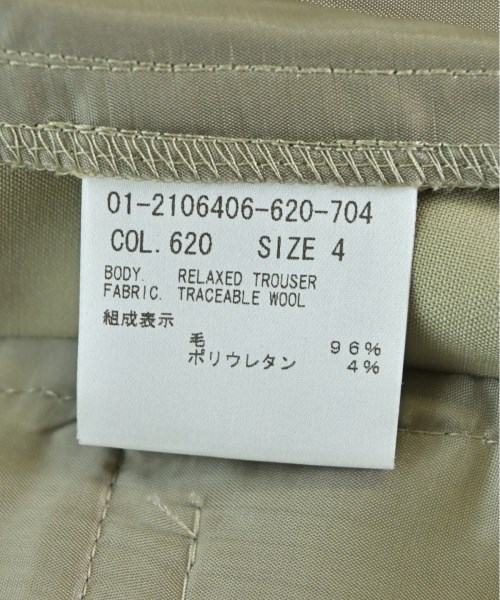 01-2106406-620-704
COL. 620 SIZE 4
BODY. RELAXED TROUSER
FABRIC. TRACEABLE WOOL
組成表示
毛 96%
ポリウレタン 4%